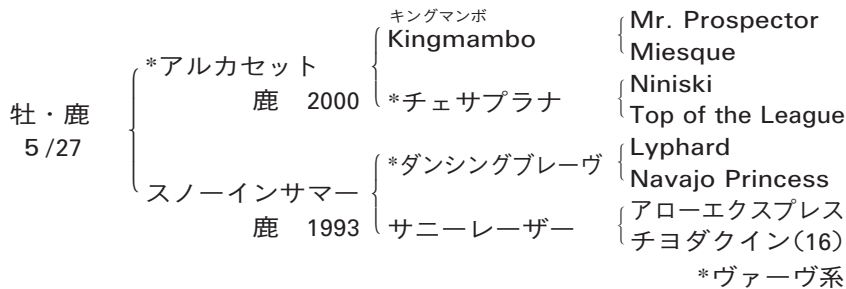 牡・鹿
5/27
*アルカセット
鹿 2000
スノーインサマー
鹿 1993
キングマンボ
Kingmambo
*チェサプラナ
*ダンシングブレーヴ
サニーレーザー
Mr. Prospector
Miesque
Niniski
Top of the League
Lyphard
Navajo Princess
アローエクスプレス
チヨダクイン(16)
*ヴァーヴ系